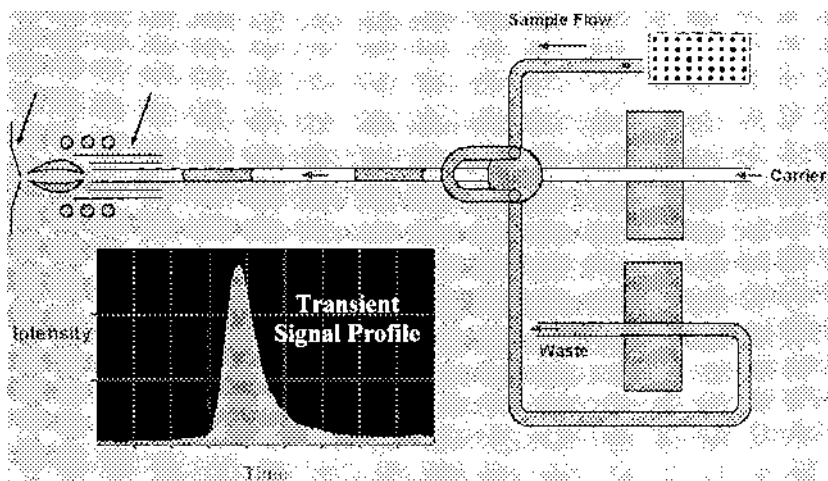 Sample Flow
Carrier
Transient
Signal Profile
Intensity
Waste
Time